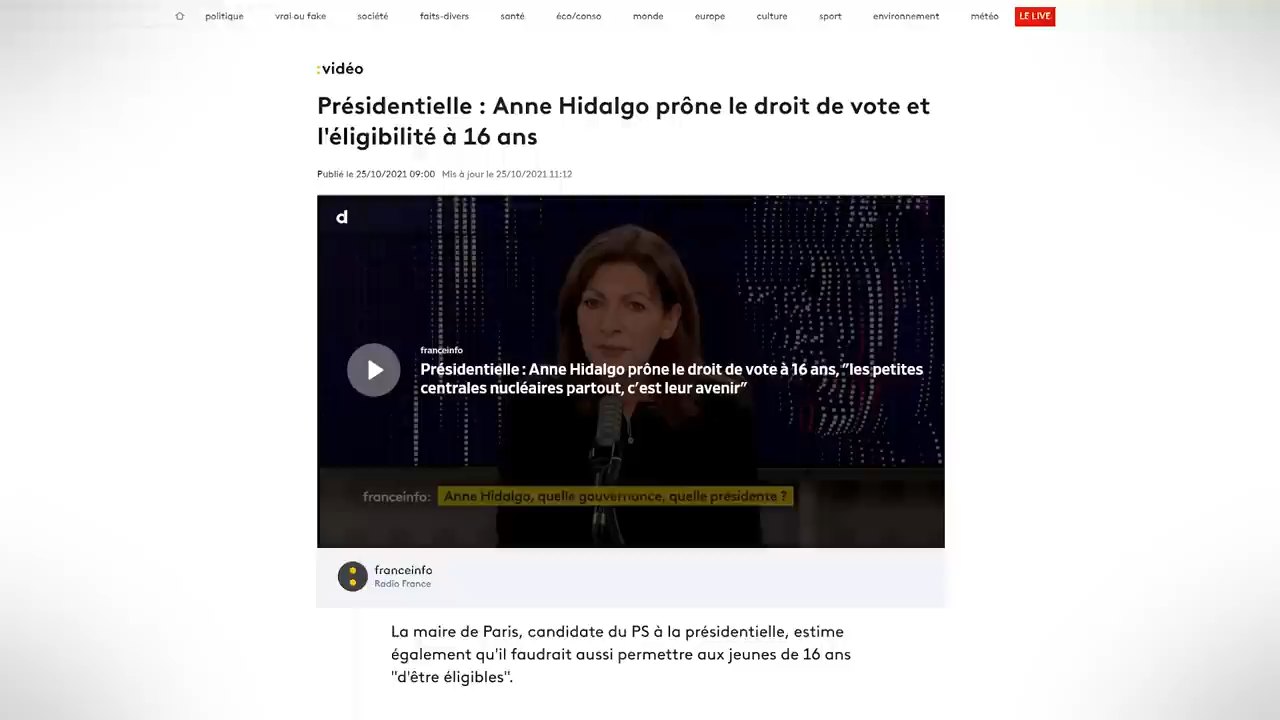 politique vrai ou fake société faits-divers santé éco/conso monde europe culture sport environnement météo LE LIVE
:vidéo
Présidentielle : Anne Hidalgo prône le droit de vote et
l'éligibilité à 16 ans
Publié le 25/10/2021 09:00 Mis à jour le 25/10/2021 11:12
d
franceinfo
Présidentielle : Anne Hidalgo prône le droit de vote à 16 ans, "les petites
centrales nucléaires partout, c'est leur avenir"
franceinfo: Anne Hidalgo, quelle gouvernance, quelle présidente ?
franceinfo
Radio France
La maire de Paris, candidate du PS à la présidentielle, estime
également qu'il faudrait aussi permettre aux jeunes de 16 ans
"d'être éligibles".